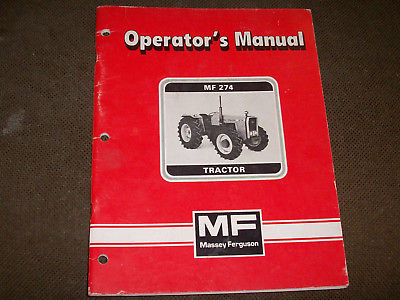 Operator's Manual
MF 274
TRACTOR
MF
Massey Ferguson